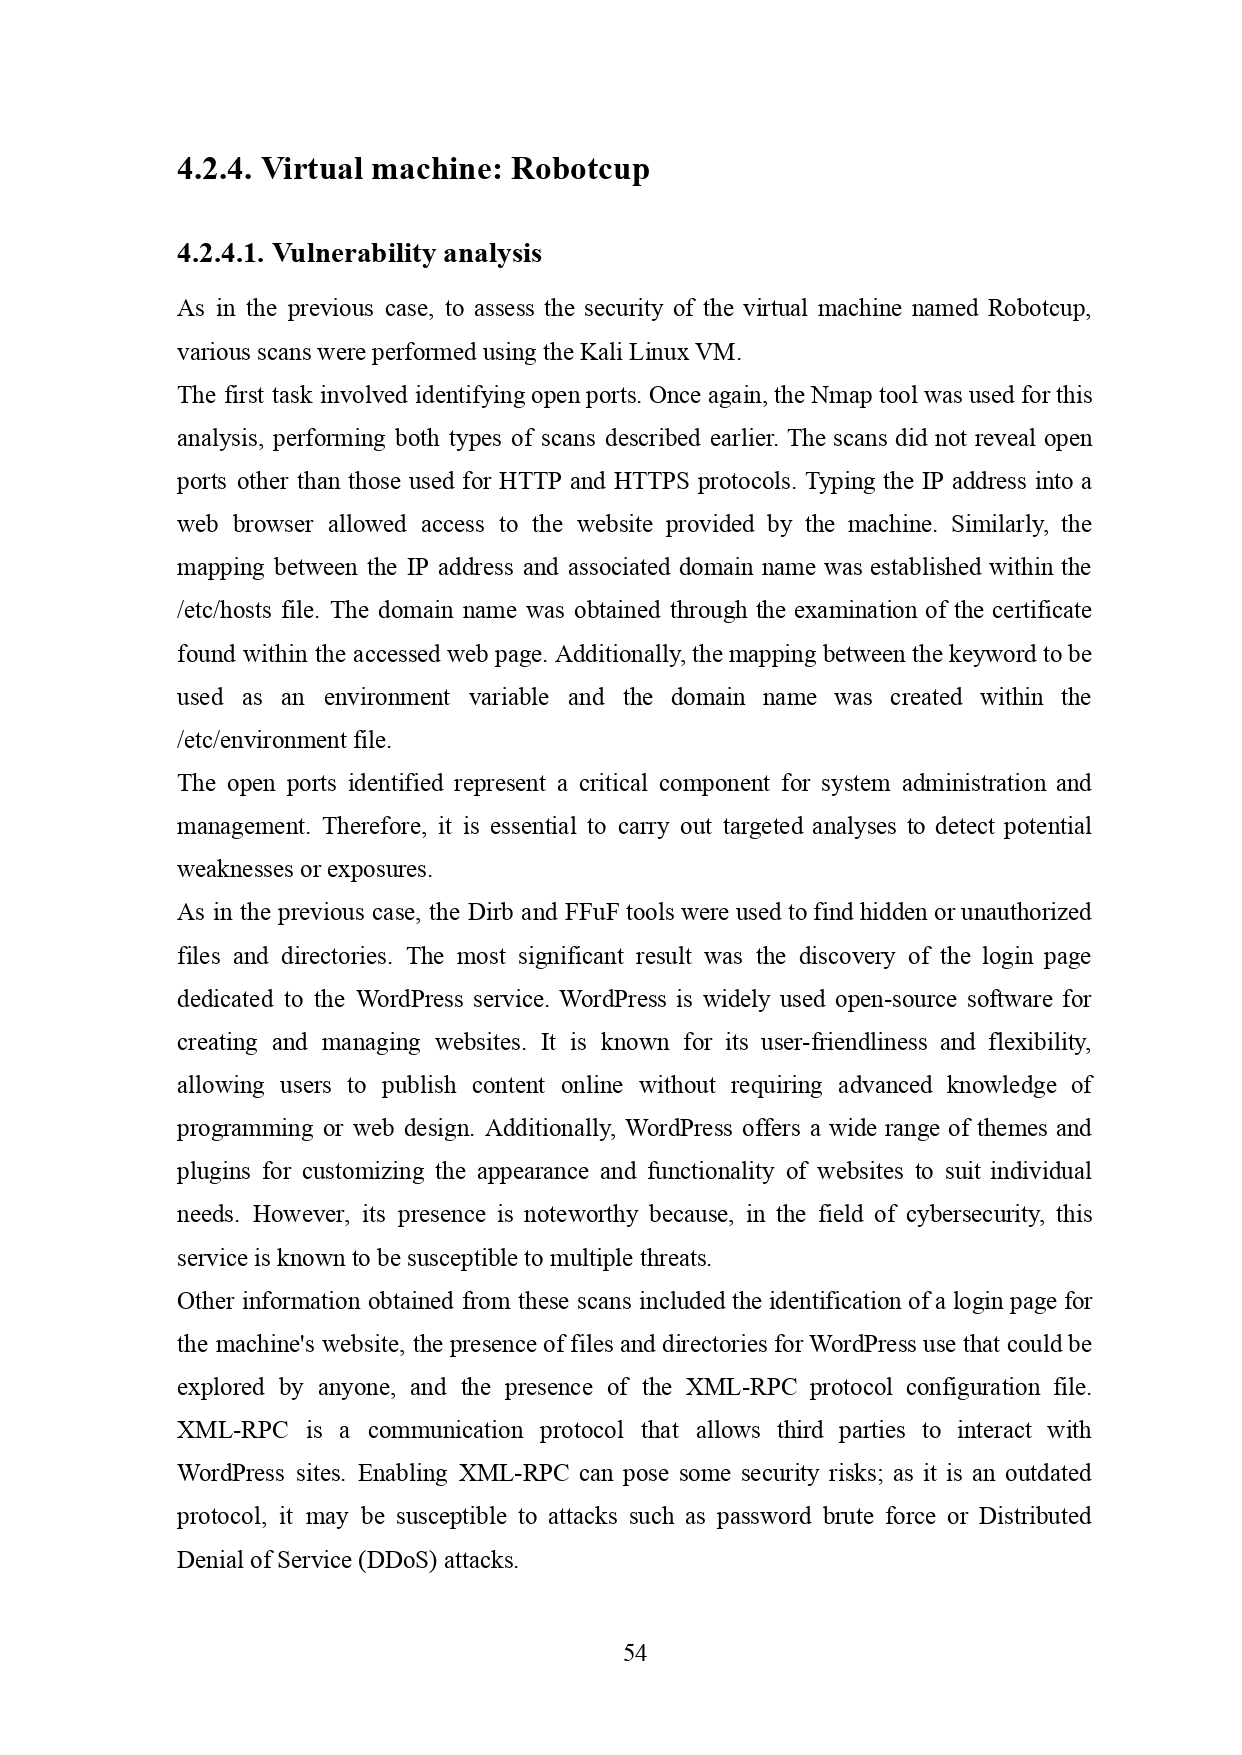 4.2.4. Virtual machine: Robotcup
4.2.4.1. Vulnerability analysis
As in the previous case, to assess the security of the virtual machine named Robotcup,
various scans were performed using the Kali Linux VM.
The first task involved identifying open ports. Once again, the Nmap tool was used for this
analysis, performing both types of scans described earlier. The scans did not reveal open
ports other than those used for HTTP and HTTPS protocols. Typing the IP address into a
web browser allowed access to the website provided by the machine. Similarly, the
mapping between the IP address and associated domain name was established within the
/etc/hosts file. The domain name was obtained through the examination of the certificate
found within the accessed web page. Additionally, the mapping between the keyword to be
used as an environment variable and the domain name was created within the
/etc/environment file.
The open ports identified represent a critical component for system administration and
management. Therefore, it is essential to carry out targeted analyses to detect potential
weaknesses or exposures.
As in the previous case, the Dirb and FFuF tools were used to find hidden or unauthorized
files and directories. The most significant result was the discovery of the login page
dedicated to the WordPress service. WordPress is widely used open-source software for
creating and managing websites. It is known for its user-friendliness and flexibility,
allowing users to publish content online without requiring advanced knowledge of
programming or web design. Additionally, WordPress offers a wide range of themes and
plugins for customizing the appearance and functionality of websites to suit individual
needs. However, its presence is noteworthy because, in the field of cybersecurity, this
service is known to be susceptible to multiple threats.
Other information obtained from these scans included the identification of a login page for
the machine's website, the presence of files and directories for WordPress use that could be
explored by anyone, and the presence of the XML-RPC protocol configuration file.
XML-RPC is a communication protocol that allows third parties to interact with
WordPress sites. Enabling XML-RPC can pose some security risks; as it is an outdated
protocol, it may be susceptible to attacks such as password brute force or Distributed
Denial of Service (DDoS) attacks.
54